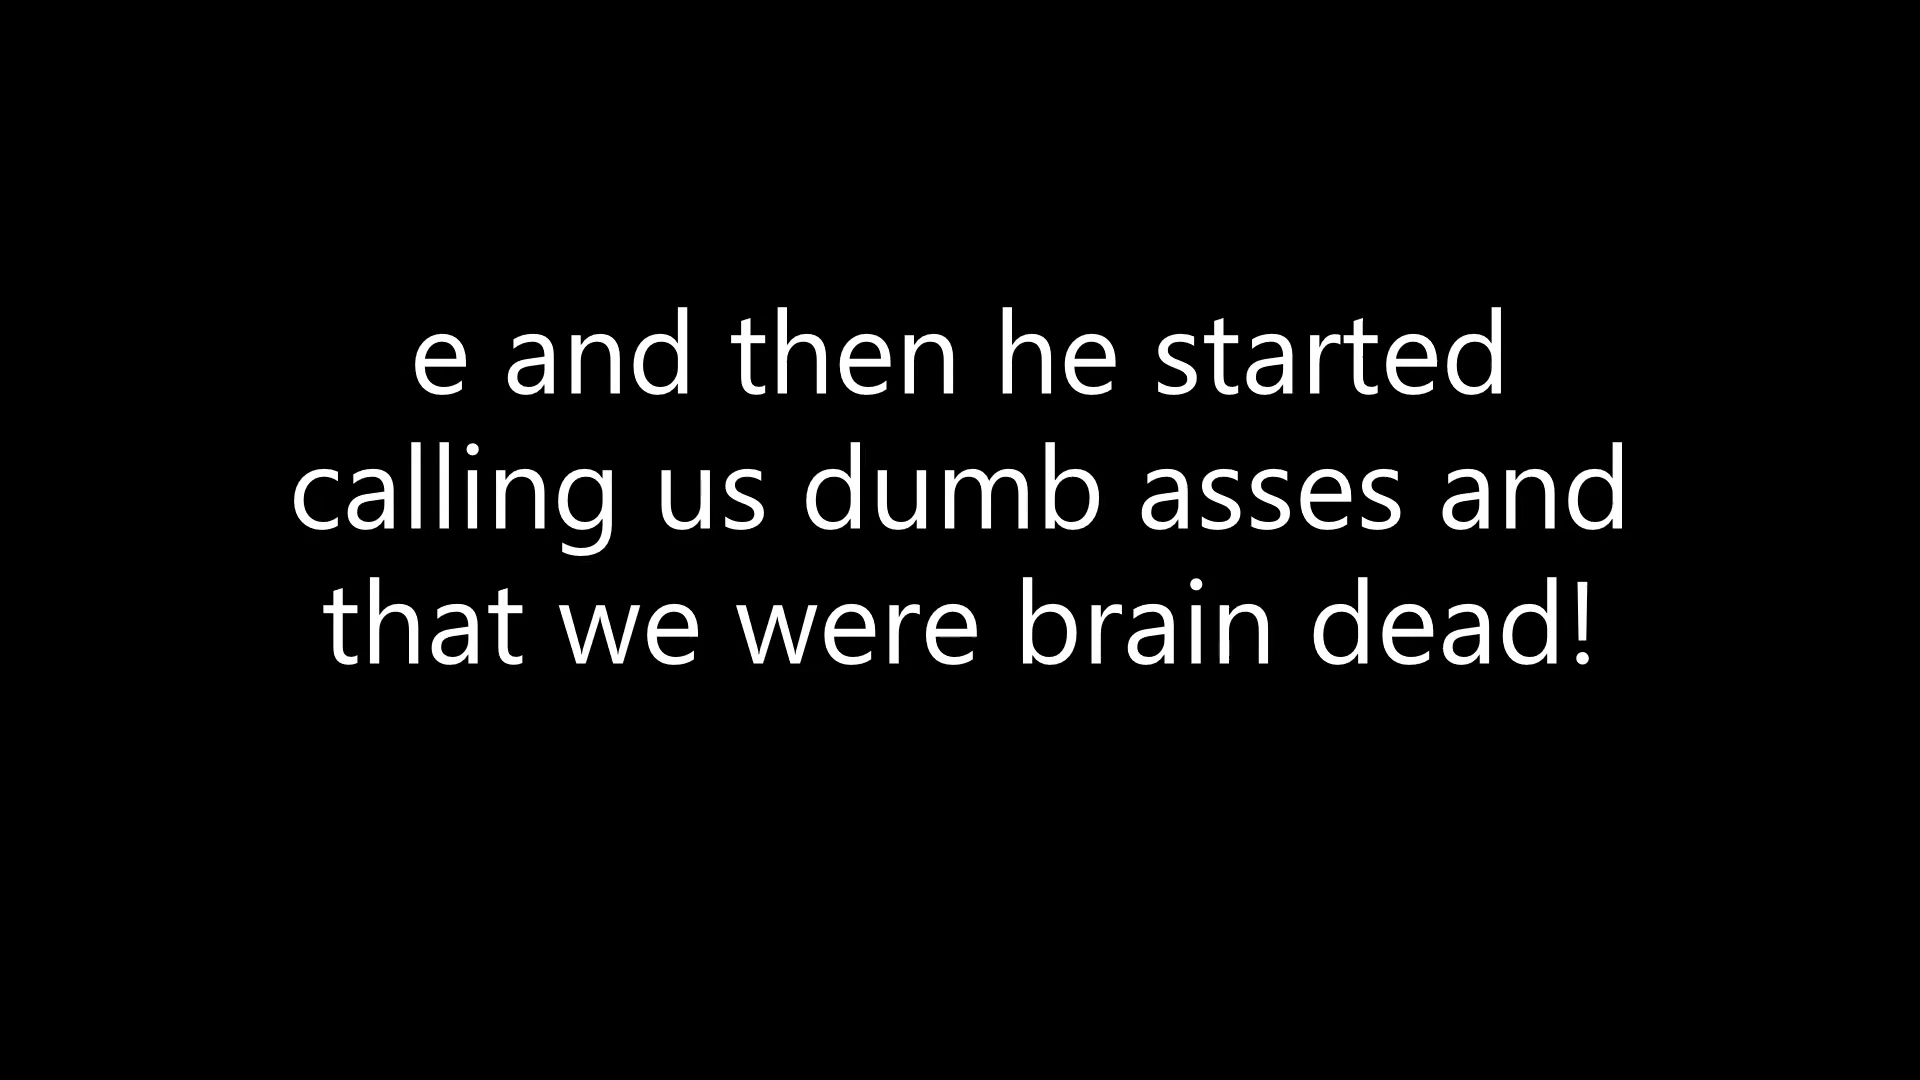 e and then he started
calling us dumb asses and
that we were brain dead!